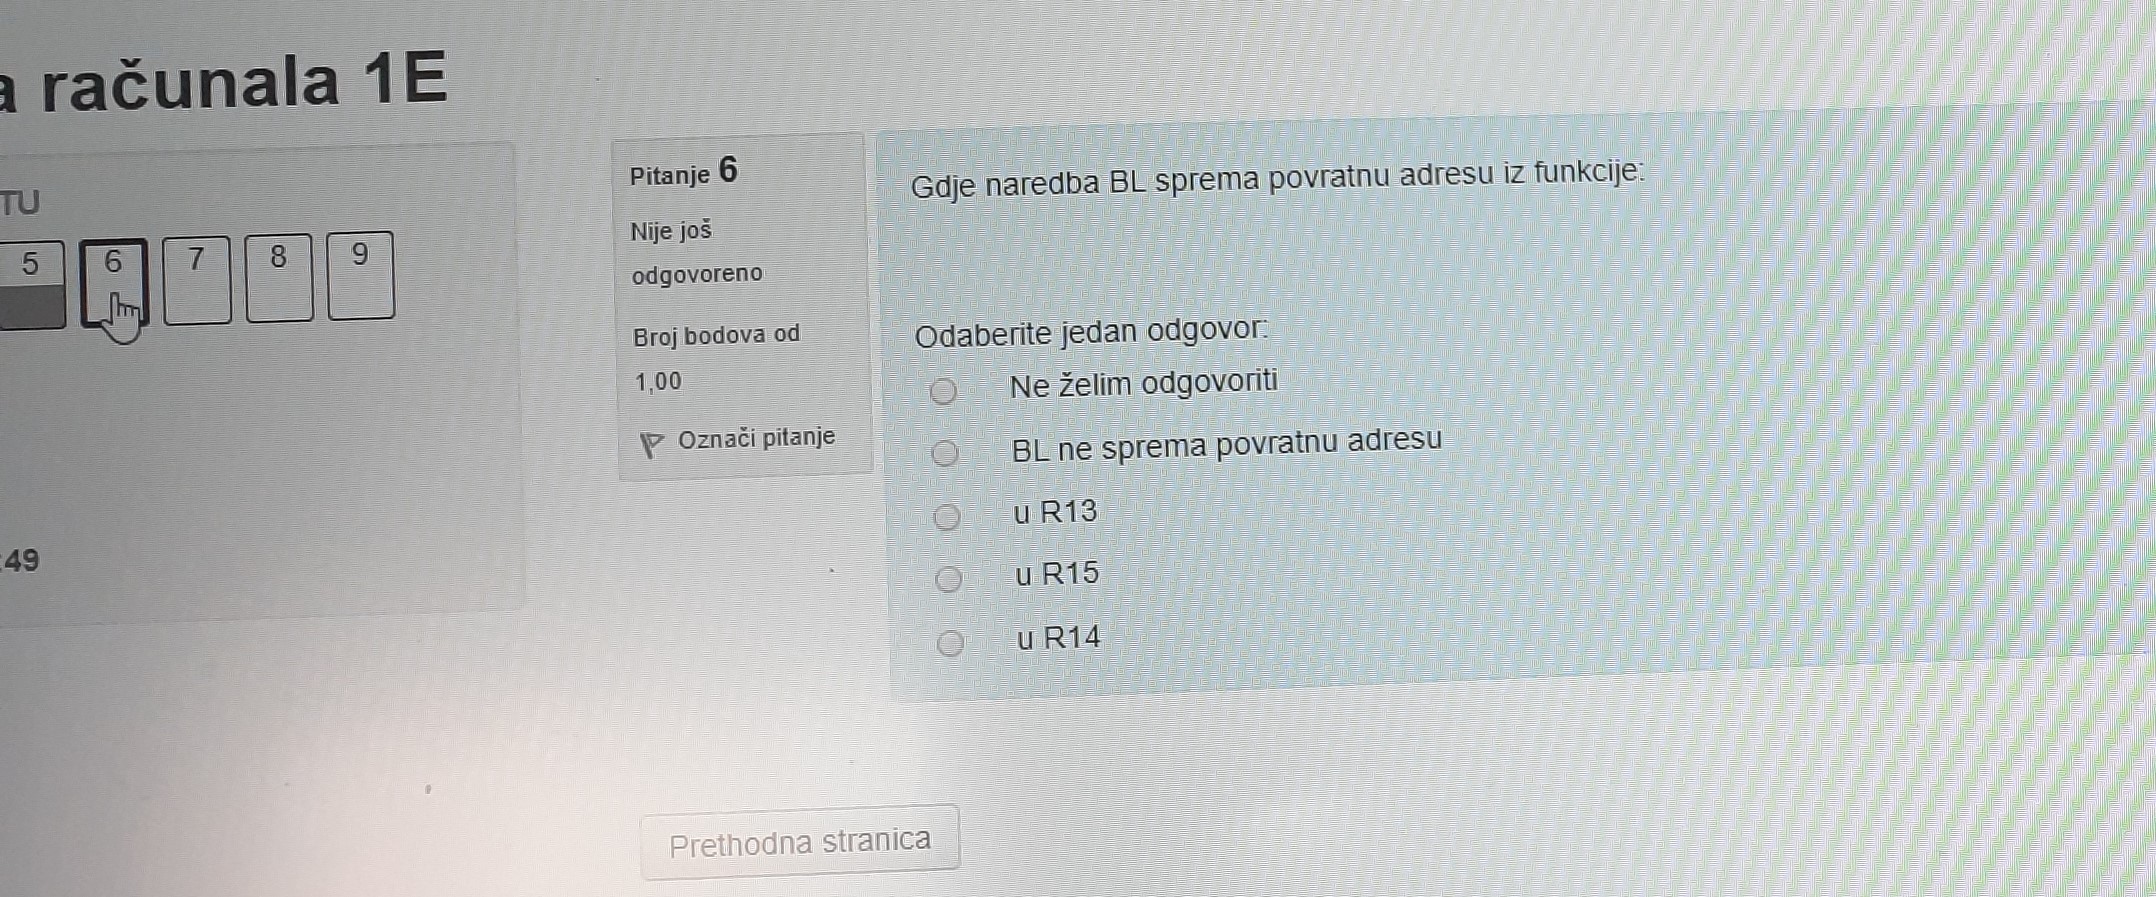 a računala 1E
TU
5 6 7 8 9
:49
Pitanje 6
Nije još
odgovoreno
Broj bodova od
1,00
Označi pitanje
Gdje naredba BL sprema povratnu adresu iz funkcije:
Odaberite jedan odgovor:
Ne želim odgovoriti
BL ne sprema povratnu adresu
u R13
u R15
u R14
Prethodna stranica